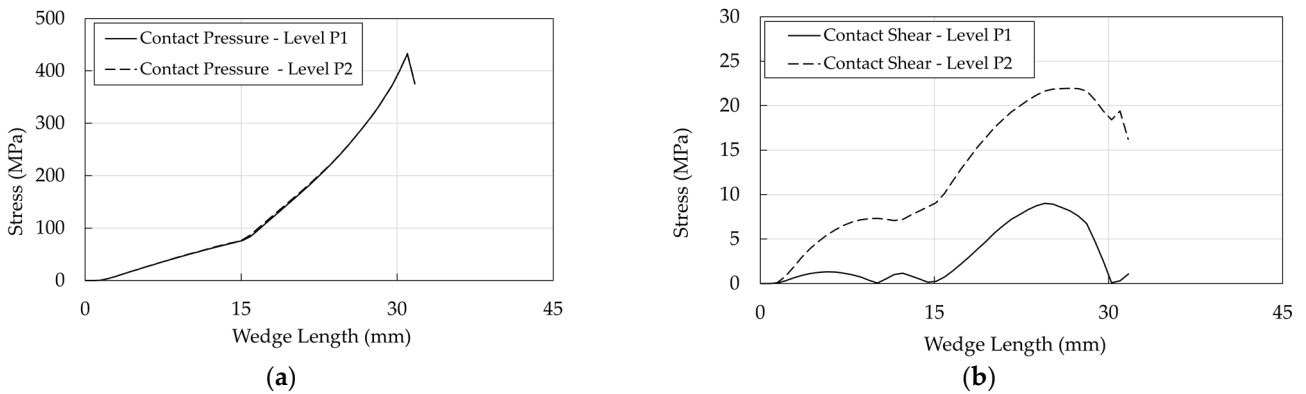 500
400
300
200
100
0
Stress (MPa)
Contact Pressure - Level P1
Contact Pressure - Level P2
0 15 30 45
Wedge Length (mm)
(a)
30
25
20
15
10
5
0
Stress (MPa)
Contact Shear - Level P1
Contact Shear - Level P2
0 15 30 45
Wedge Length (mm)
(b)